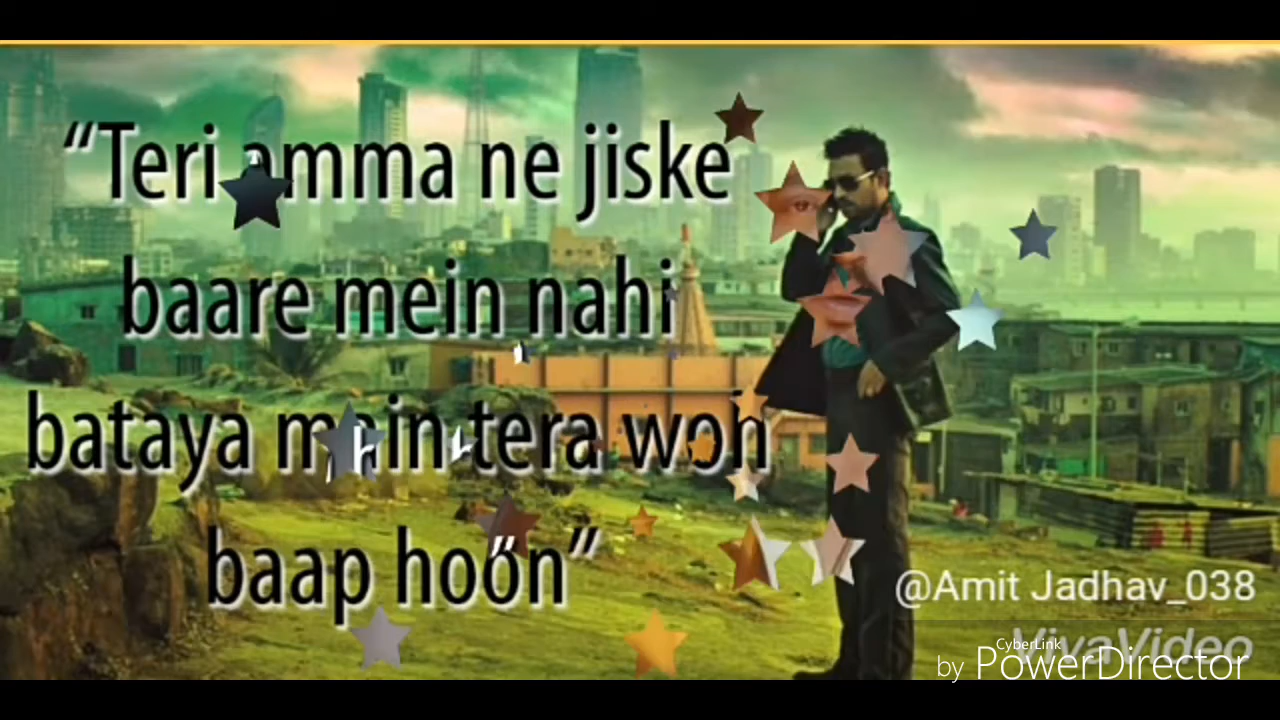 “Teri amma ne jiske
baare mein nahi
bataya main tera woh
baap hoon”
@Amit Jadhav_038
VivaVideo
CyberLink
by PowerDirector